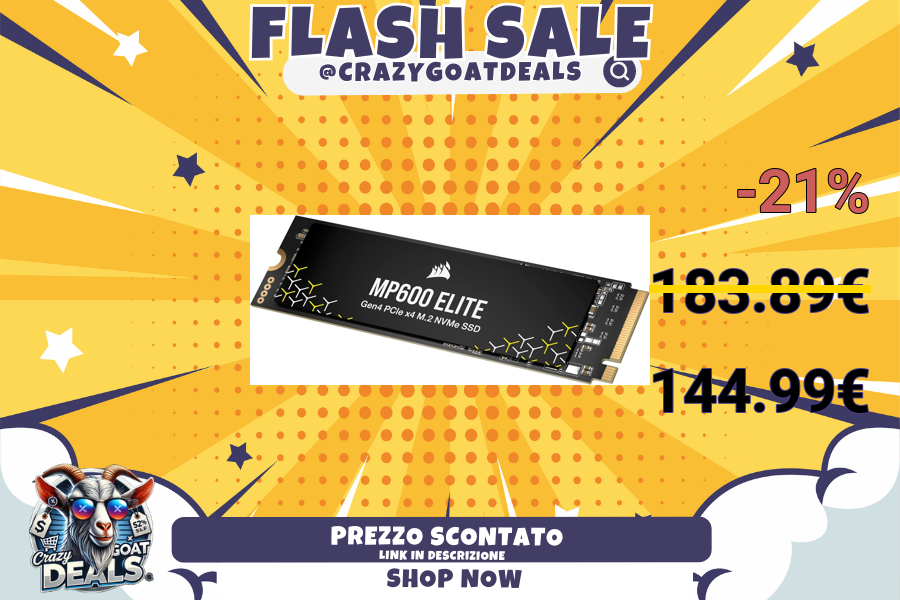 FLASH SALE
@CRAZYGOATDEALS
-21%
183.89€
MP600 ELITE
Gen4 PCIe x4 M.2 NVMe SSD
144.99€
$
52%
Crazy
GOAT
DEALS
PREZZO SCONTATO
LINK IN DESCRIZIONE
SHOP NOW